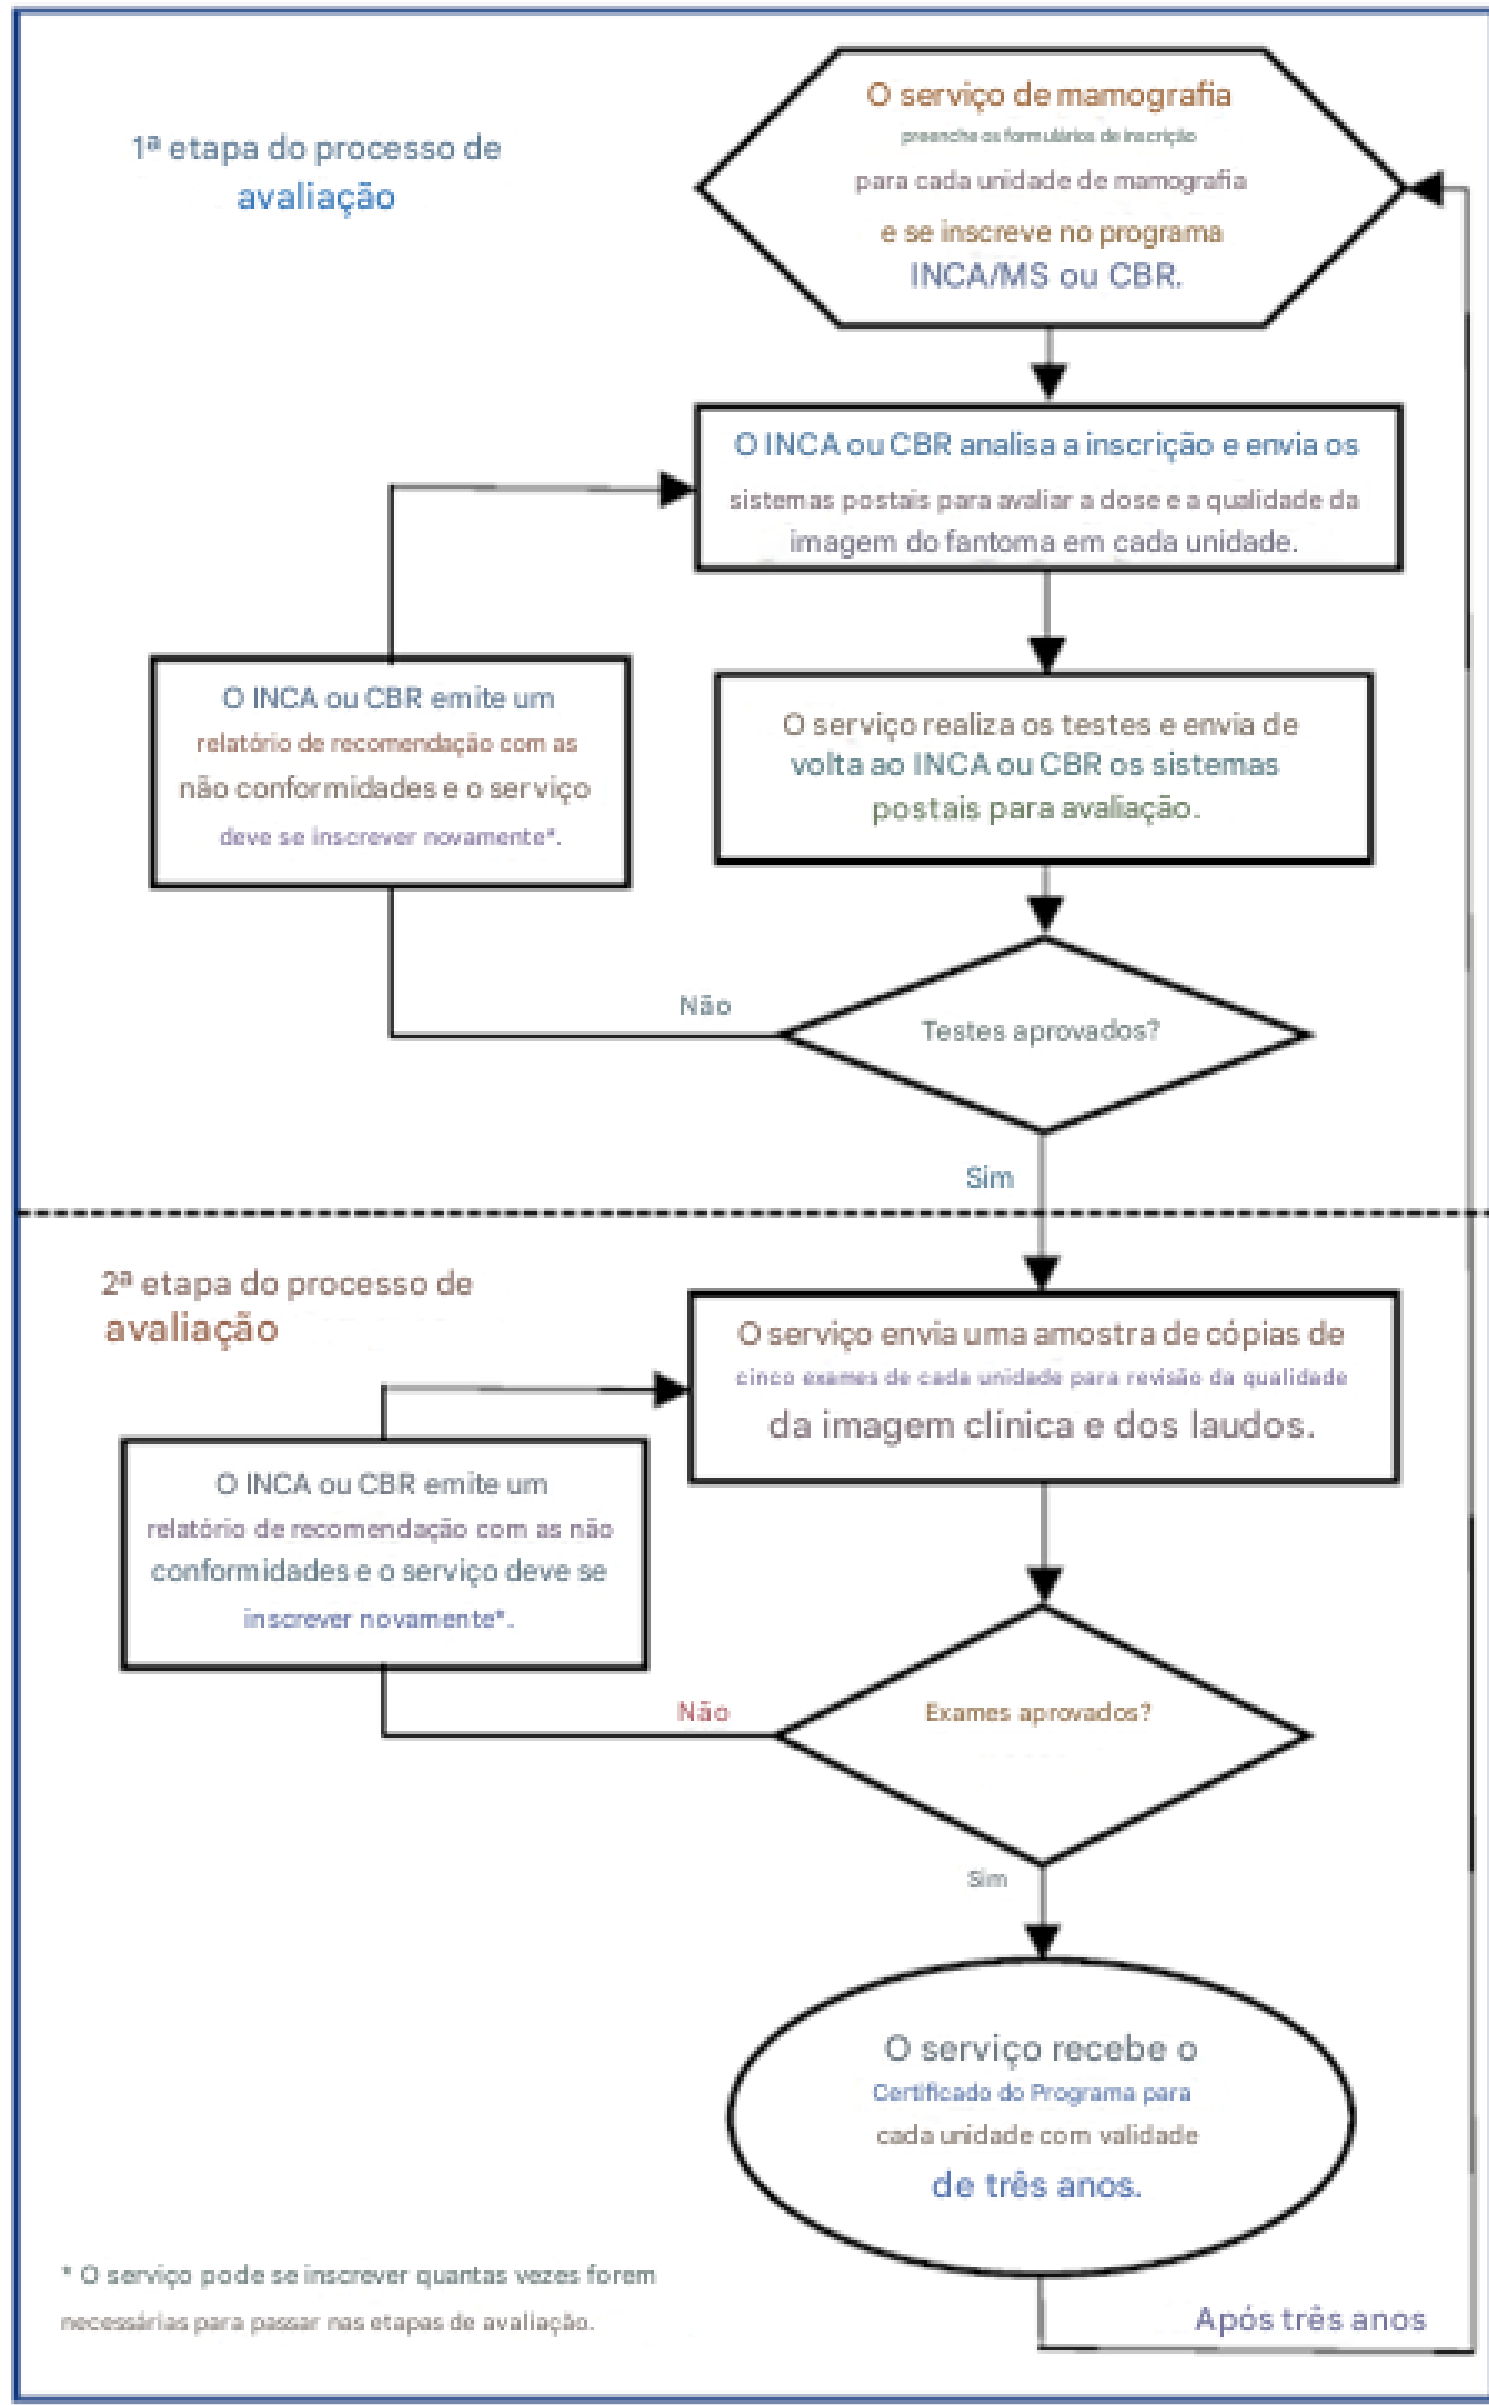 1ª etapa do processo de
avaliação
O serviço de mamografia
preenche os formulários de inscrição
para cada unidade de mamografia
e se inscreve no programa
INCA/MS ou CBR.
O INCA ou CBR analisa a inscrição e envia os
sistemas postais para avaliar a dose e a qualidade da
imagem do fantoma em cada unidade.
O INCA ou CBR emite um
relatório de recomendação com as
não conformidades e o serviço
deve se inscrever novamente*.
O serviço realiza os testes e envia de
volta ao INCA ou CBR os sistemas
postais para avaliação.
Não
Testes aprovados?
Sim
2ª etapa do processo de
avaliação
O serviço envia uma amostra de cópias de
cinco exames de cada unidade para revisão da qualidade
da imagem clínica e dos laudos.
O INCA ou CBR emite um
relatório de recomendação com as não
conformidades e o serviço deve se
inscrever novamente*.
Não
Exames aprovados?
Sim
O serviço recebe o
Certificado do Programa para
cada unidade com validade
de três anos.
* O serviço pode se inscrever quantas vezes forem
necessárias para passar nas etapas de avaliação.
Após três anos